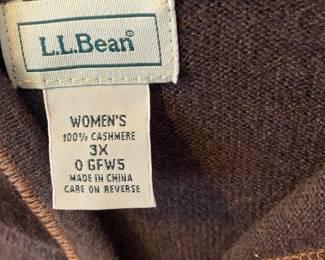 L.L.Bean®
WOMEN'S
100% CASHMERE
3X
0 GFW5
MADE IN CHINA
CARE ON REVERSE